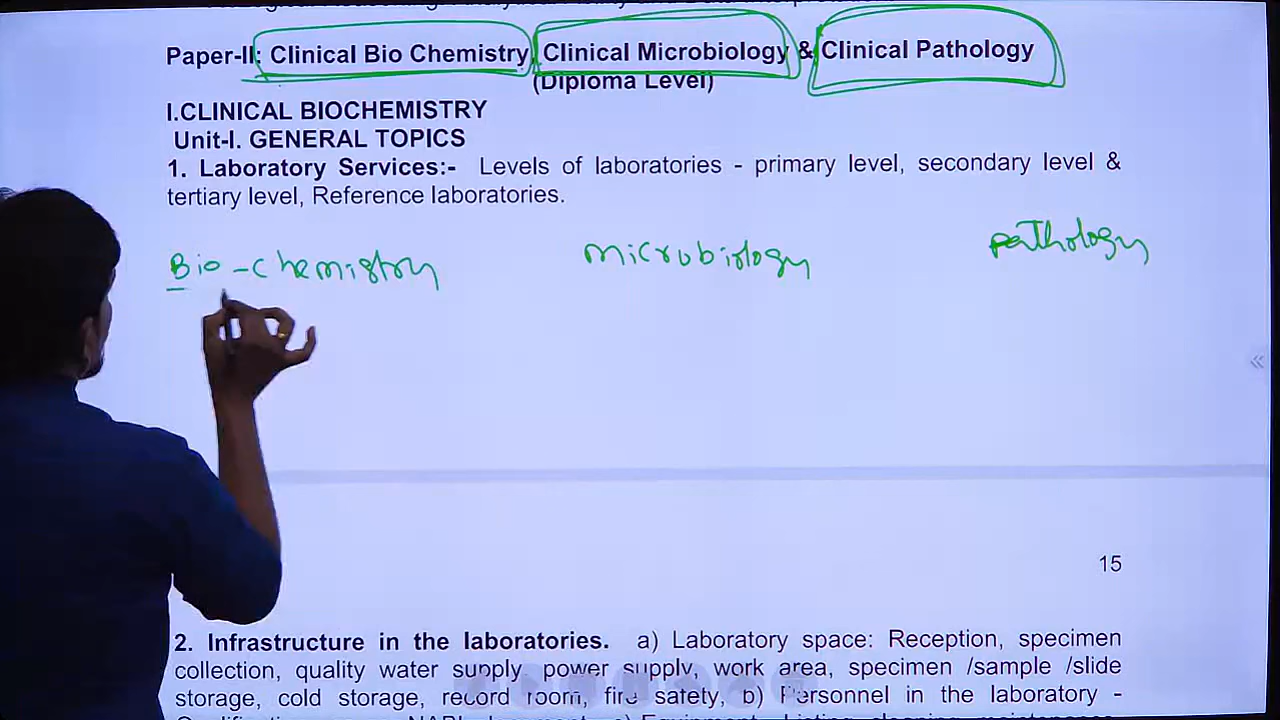 Paper-II: Clinical Bio Chemistry, Clinical Microbiology & Clinical Pathology
(Diploma Level)
I.CLINICAL BIOCHEMISTRY
Unit-I. GENERAL TOPICS
1. Laboratory Services:- Levels of laboratories - primary level, secondary level &
tertiary level, Reference laboratories.
Bio-chemistry microbiology pathology
15
2. Infrastructure in the laboratories. a) Laboratory space: Reception, specimen
collection, quality water supply, power supply, work area, specimen /sample /slide
storage, cold storage, record room, fire safety, b) Personnel in the laboratory -